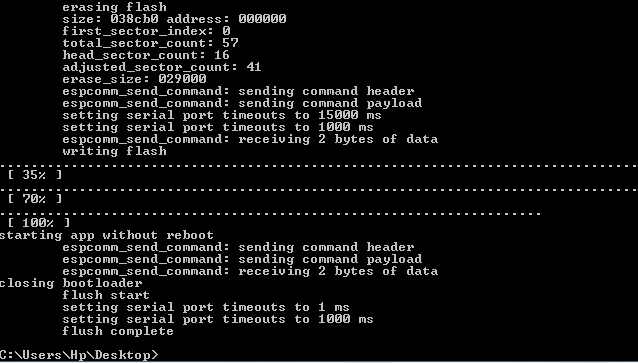 erasing flash
size: 038cb0 address: 000000
first_sector_index: 0
total_sector_count: 57
head_sector_count: 16
adjusted_sector_count: 41
erase_size: 029000
espcomm_send_command: sending command header
espcomm_send_command: sending command payload
setting serial port timeouts to 15000 ms
setting serial port timeouts to 1000 ms
espcomm_send_command: receiving 2 bytes of data
writing flash
................................................................................
[ 35% ]
................................................................................
[ 70% ]
....................................................................
[ 100% ]
starting app without reboot
espcomm_send_command: sending command header
espcomm_send_command: sending command payload
espcomm_send_command: receiving 2 bytes of data
closing bootloader
flush start
setting serial port timeouts to 1 ms
setting serial port timeouts to 1000 ms
flush complete
C:\Users\Hp\Desktop>